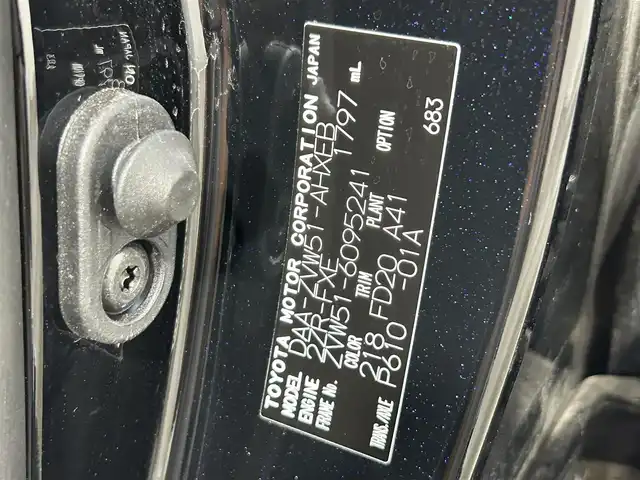 TOYOTA MOTOR CORPORATION JAPAN
MODEL DAA-ZVW51-AHXEB
ENGINE 2ZR-FXE 1797 mL
FRAME No. ZVW51-6095241
COLOR TRIM PLANT OPTION
218 FD20 A41
TRANS./AXLE P610 -01A 683